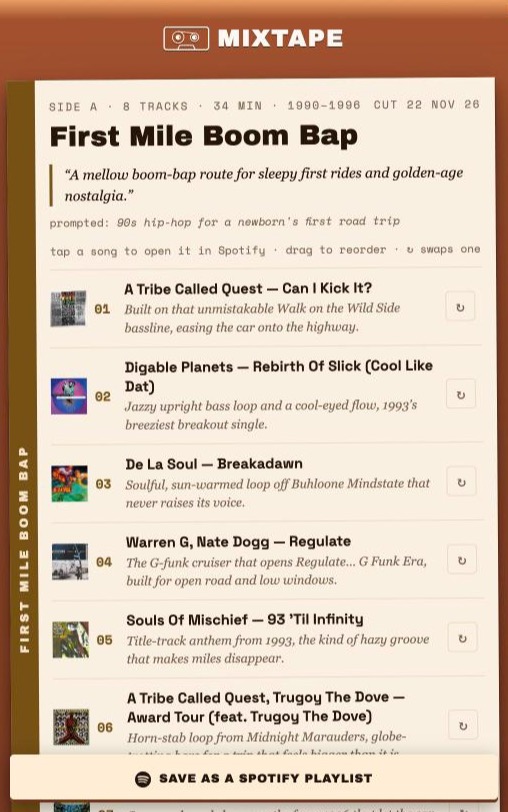 MIXTAPE
SIDE A · 8 TRACKS · 34 MIN · 1990–1996 CUT 22 NOV 26
First Mile Boom Bap
“A mellow boom-bap route for sleepy first rides and golden-age
nostalgia.”
prompted: 90s hip-hop for a newborn's first road trip
tap a song to open it in Spotify · drag to reorder · ↻ swaps one
01
A Tribe Called Quest — Can I Kick It?
Built on that unmistakable Walk on the Wild Side
bassline, easing the car onto the highway.
↻
02
Digable Planets — Rebirth Of Slick (Cool Like
Dat)
Jazzy upright bass loop and a cool-eyed flow, 1993’s
breeziest breakout single.
↻
03
De La Soul — Breakadawn
Soulful, sun-warmed loop off Buhloone Mindstate that
never raises its voice.
↻
04
Warren G, Nate Dogg — Regulate
The G-funk cruiser that opens Regulate... G Funk Era,
built for open road and low windows.
↻
05
Souls Of Mischief — 93 ’Til Infinity
Title-track anthem from 1993, the kind of hazy groove
that makes miles disappear.
↻
06
A Tribe Called Quest, Trugoy The Dove —
Award Tour (feat. Trugoy The Dove)
Horn-stab loop from Midnight Marauders, globe-
↻
FIRST MILE BOOM BAP
SAVE AS A SPOTIFY PLAYLIST